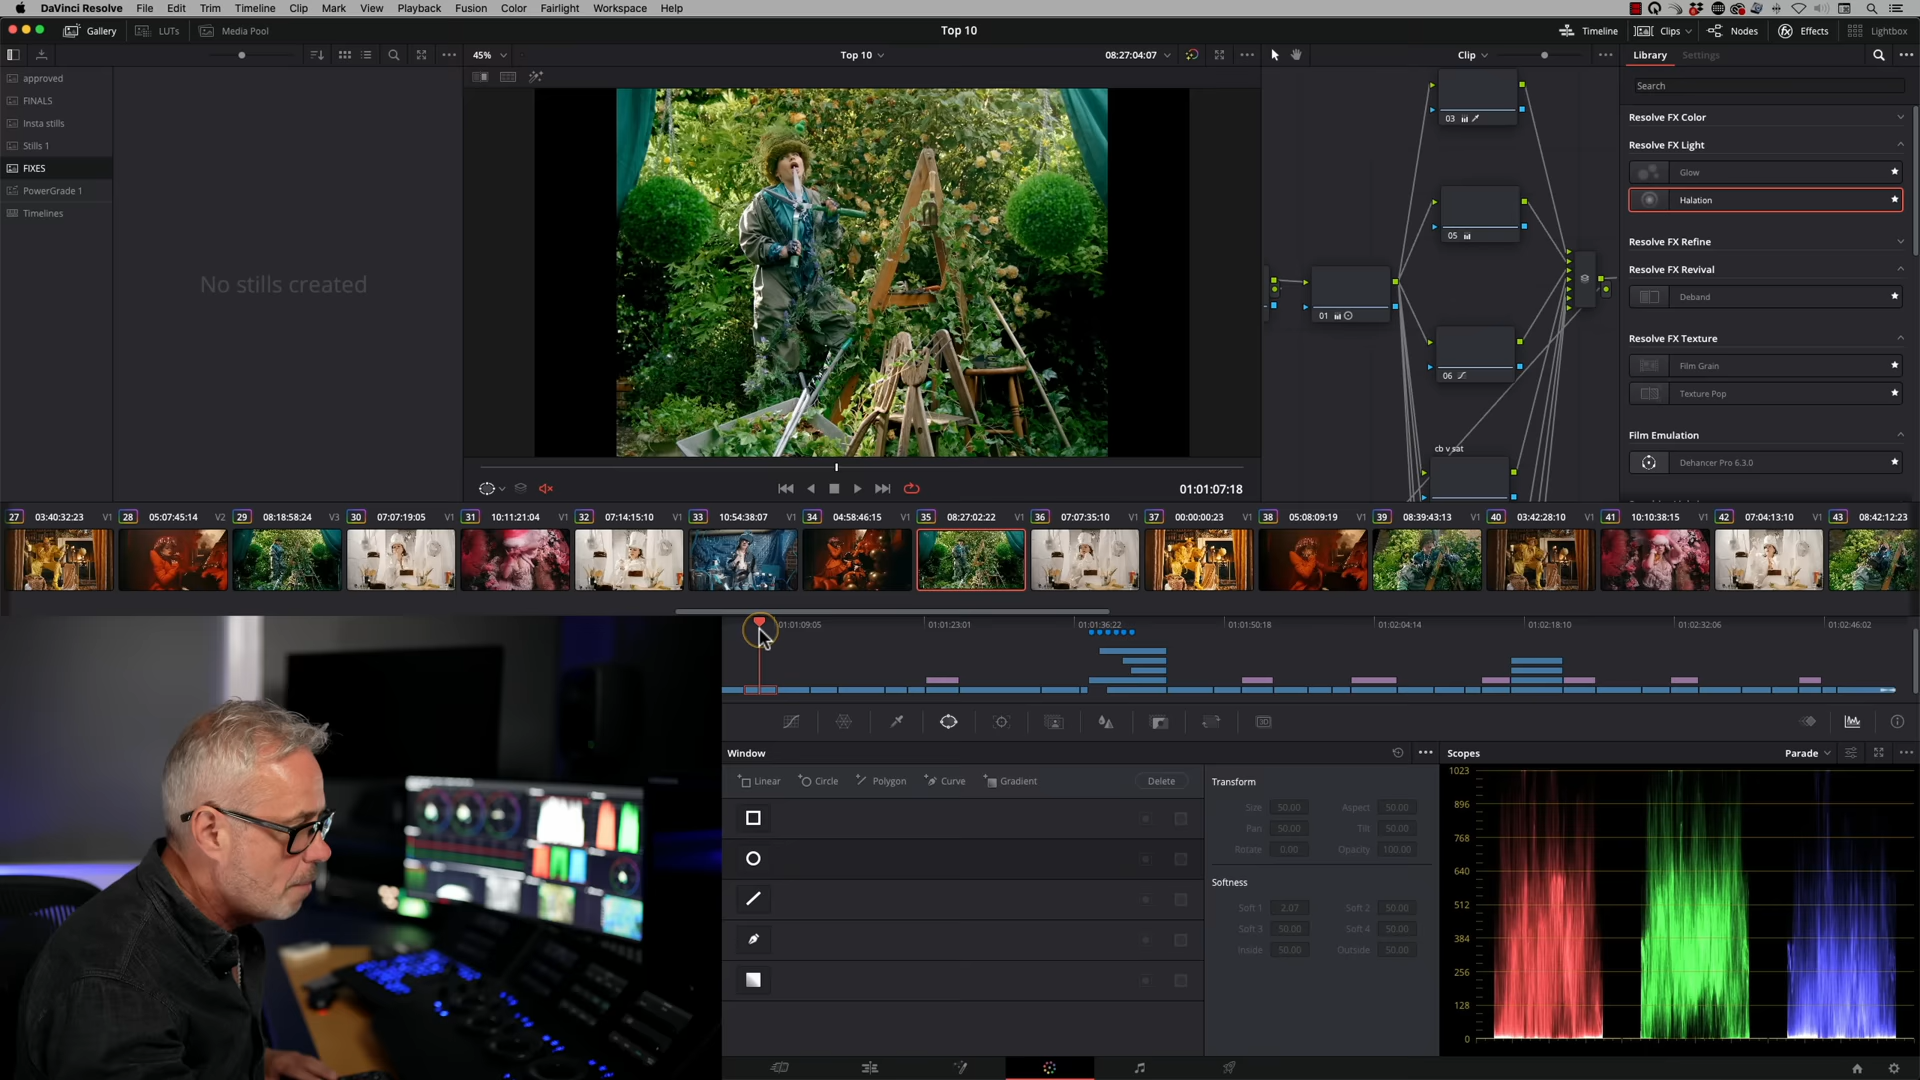 DaVinci Resolve File Edit Trim Timeline Clip Mark View Playback Fusion Color Fairlight Workspace Help
Gallery LUTs Media Pool Top 10 Timeline Clips Nodes Effects Lightbox
45% Top 10 08:27:04:07 Clip Library Settings
approved
FINALS
Insta stills
Stills 1
FIXES
PowerGrade 1
Timelines
No stills created
03
05
01
06
cb v sat
Search
Resolve FX Color
Resolve FX Light
Glow
Halation
Resolve FX Refine
Resolve FX Revival
Deband
Resolve FX Texture
Film Grain
Texture Pop
Film Emulation
Dehancer Pro 6.3.0
01:01:07:18
27 03:40:32:23 V1 28 05:07:45:14 V2 29 08:18:58:24 V3 30 07:07:19:05 V1 31 10:11:21:04 V1 32 07:14:15:10 V1 33 10:54:38:07 V1 34 04:58:46:15 V1 35 08:27:02:22 V1 36 07:07:35:10 V1 37 00:00:00:23 V1 38 05:08:09:19 V1 39 08:39:43:13 V1 40 03:42:28:10 V1 41 10:10:38:15 V1 42 07:04:13:10 V1 43 08:42:12:23
01:01:09:05 01:01:23:01 01:01:36:22 01:01:50:18 01:02:04:14 01:02:18:10 01:02:32:06 01:02:46:02
Window
Linear Circle Polygon Curve Gradient Delete
Transform
Size 50.00 Aspect 50.00
Pan 50.00 Tilt 50.00
Rotate 0.00 Opacity 100.00
Softness
Soft 1 2.07 Soft 2 50.00
Soft 3 50.00 Soft 4 50.00
Inside 50.00 Outside 50.00
Scopes Parade
1023
896
768
640
512
384
256
128
0